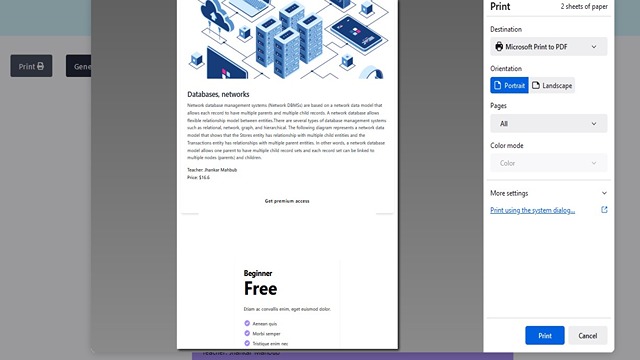 Print
2 sheets of paper
Destination
Microsoft Print to PDF
Orientation
Portrait
Landscape
Pages
All
Color mode
Color
More settings
Print using the system dialog...
Print
Cancel
Print
Gene
Databases, networks
Network database management systems (Network DBMSs) are based on a network data model that
allows each record to have multiple parents and multiple child records. A network database allows
flexible relationship model between entities.There are several types of database management systems
such as relational, network, graph, and hierarchical. The following diagram represents a network data
model that shows that the Stores entity has relationship with multiple child entities and the
Transactions entity has relationships with multiple parent entities. In other words, a network database
model allows one parent to have multiple child record sets and each record set can be linked to
multiple nodes (parents) and children.
Teacher: Jhankar Mahbub
Price: $16.6
Get premium access
Beginner
Free
Etiam ac convallis enim, eget euismod dolor.
Aenean quis
Morbi semper
Tristique enim nec
Teacher: Jhankar Mahbub